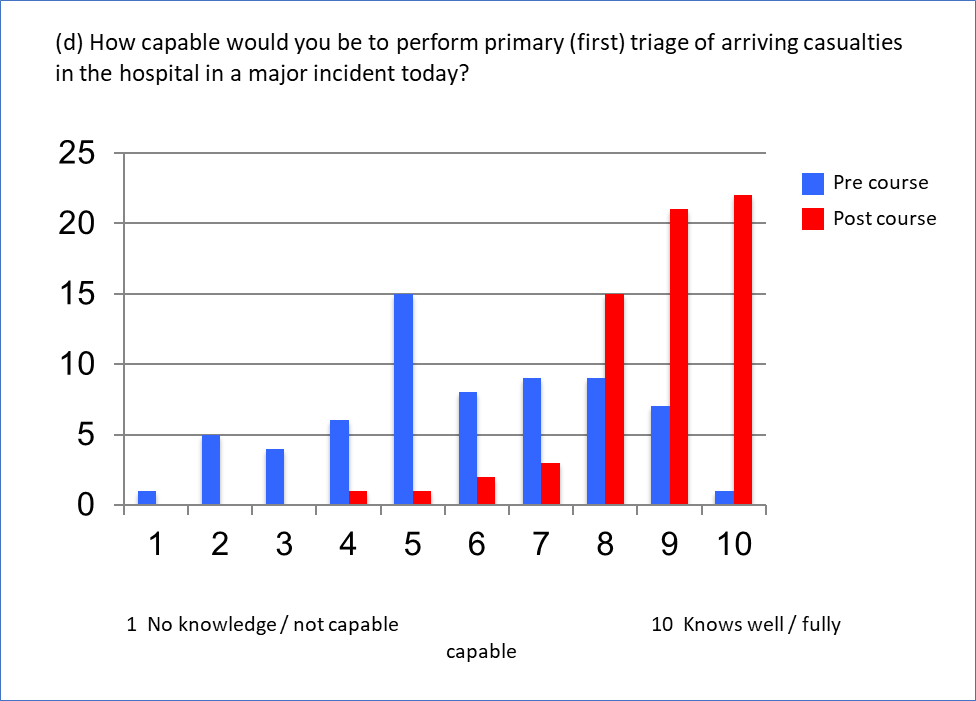 (d) How capable would you be to perform primary (first) triage of arriving casualties
in the hospital in a major incident today?
25
20
15
10
5
0
Pre course
Post course
1 2 3 4 5 6 7 8 9 10
1 No knowledge / not capable 10 Knows well / fully
capable